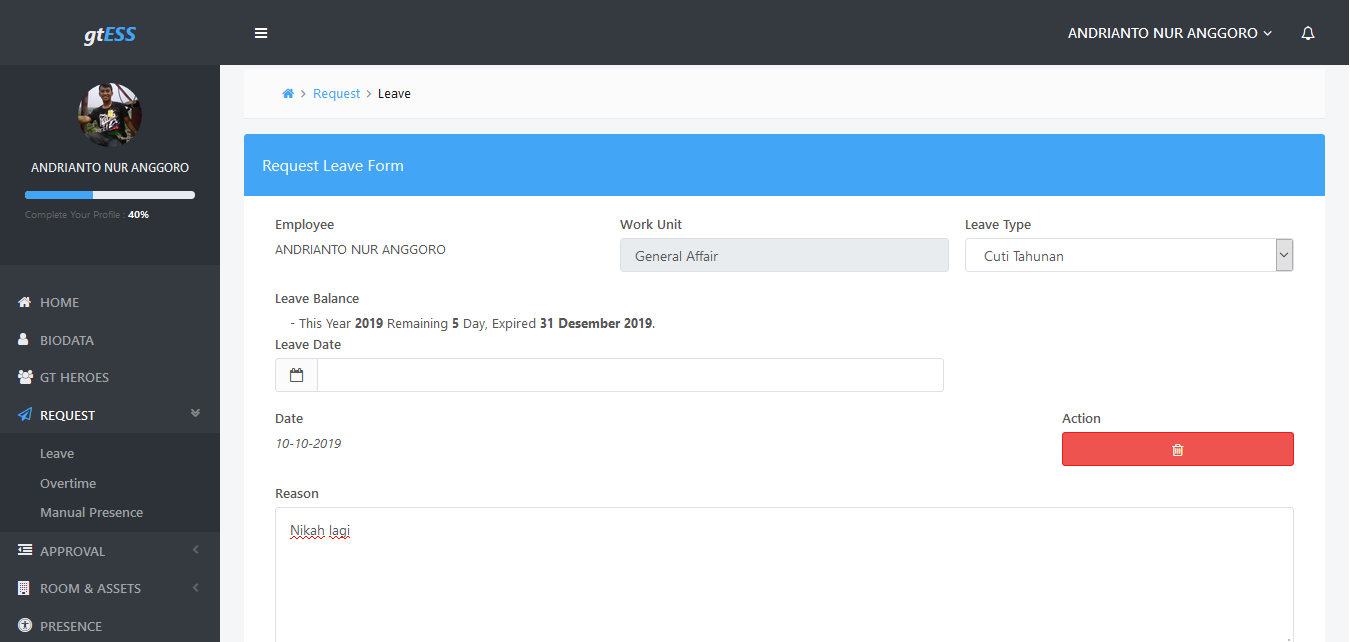 gtESS
ANDRIANTO NUR ANGGORO
ANDRIANTO NUR ANGGORO
Complete Your Profile : 40%
HOME
BIODATA
GT HEROES
REQUEST
Leave
Overtime
Manual Presence
APPROVAL
ROOM & ASSETS
PRESENCE
Request > Leave
Request Leave Form
Employee
ANDRIANTO NUR ANGGORO
Work Unit
General Affair
Leave Type
Cuti Tahunan
Leave Balance
- This Year 2019 Remaining 5 Day, Expired 31 Desember 2019.
Leave Date
Date
10-10-2019
Action
Reason
Nikah lagi